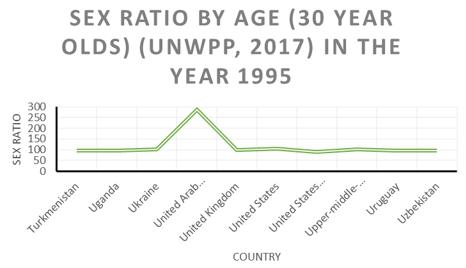 SEX RATIO BY AGE (30 YEAR
OLDS) (UNWPP, 2017) IN THE
YEAR 1995
SEX RATIO
300
250
200
150
100
50
0
Turkmenistan
Uganda
Ukraine
United Arab...
United Kingdom
United States
United States...
Upper-middle-...
Uruguay
Uzbekistan
COUNTRY